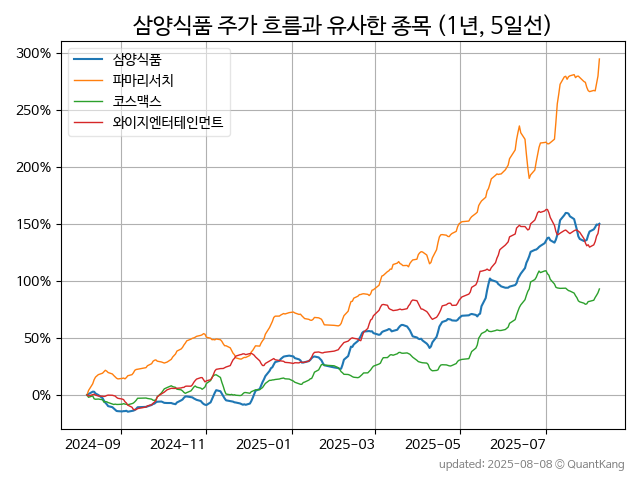 삼양식품 주가 흐름과 유사한 종목 (1년, 5일선)
삼양식품
파마리서치
코스맥스
와이지엔터테인먼트
300%
250%
200%
150%
100%
50%
0%
2024-09 2024-11 2025-01 2025-03 2025-05 2025-07
updated: 2025-08-08 © QuantKang